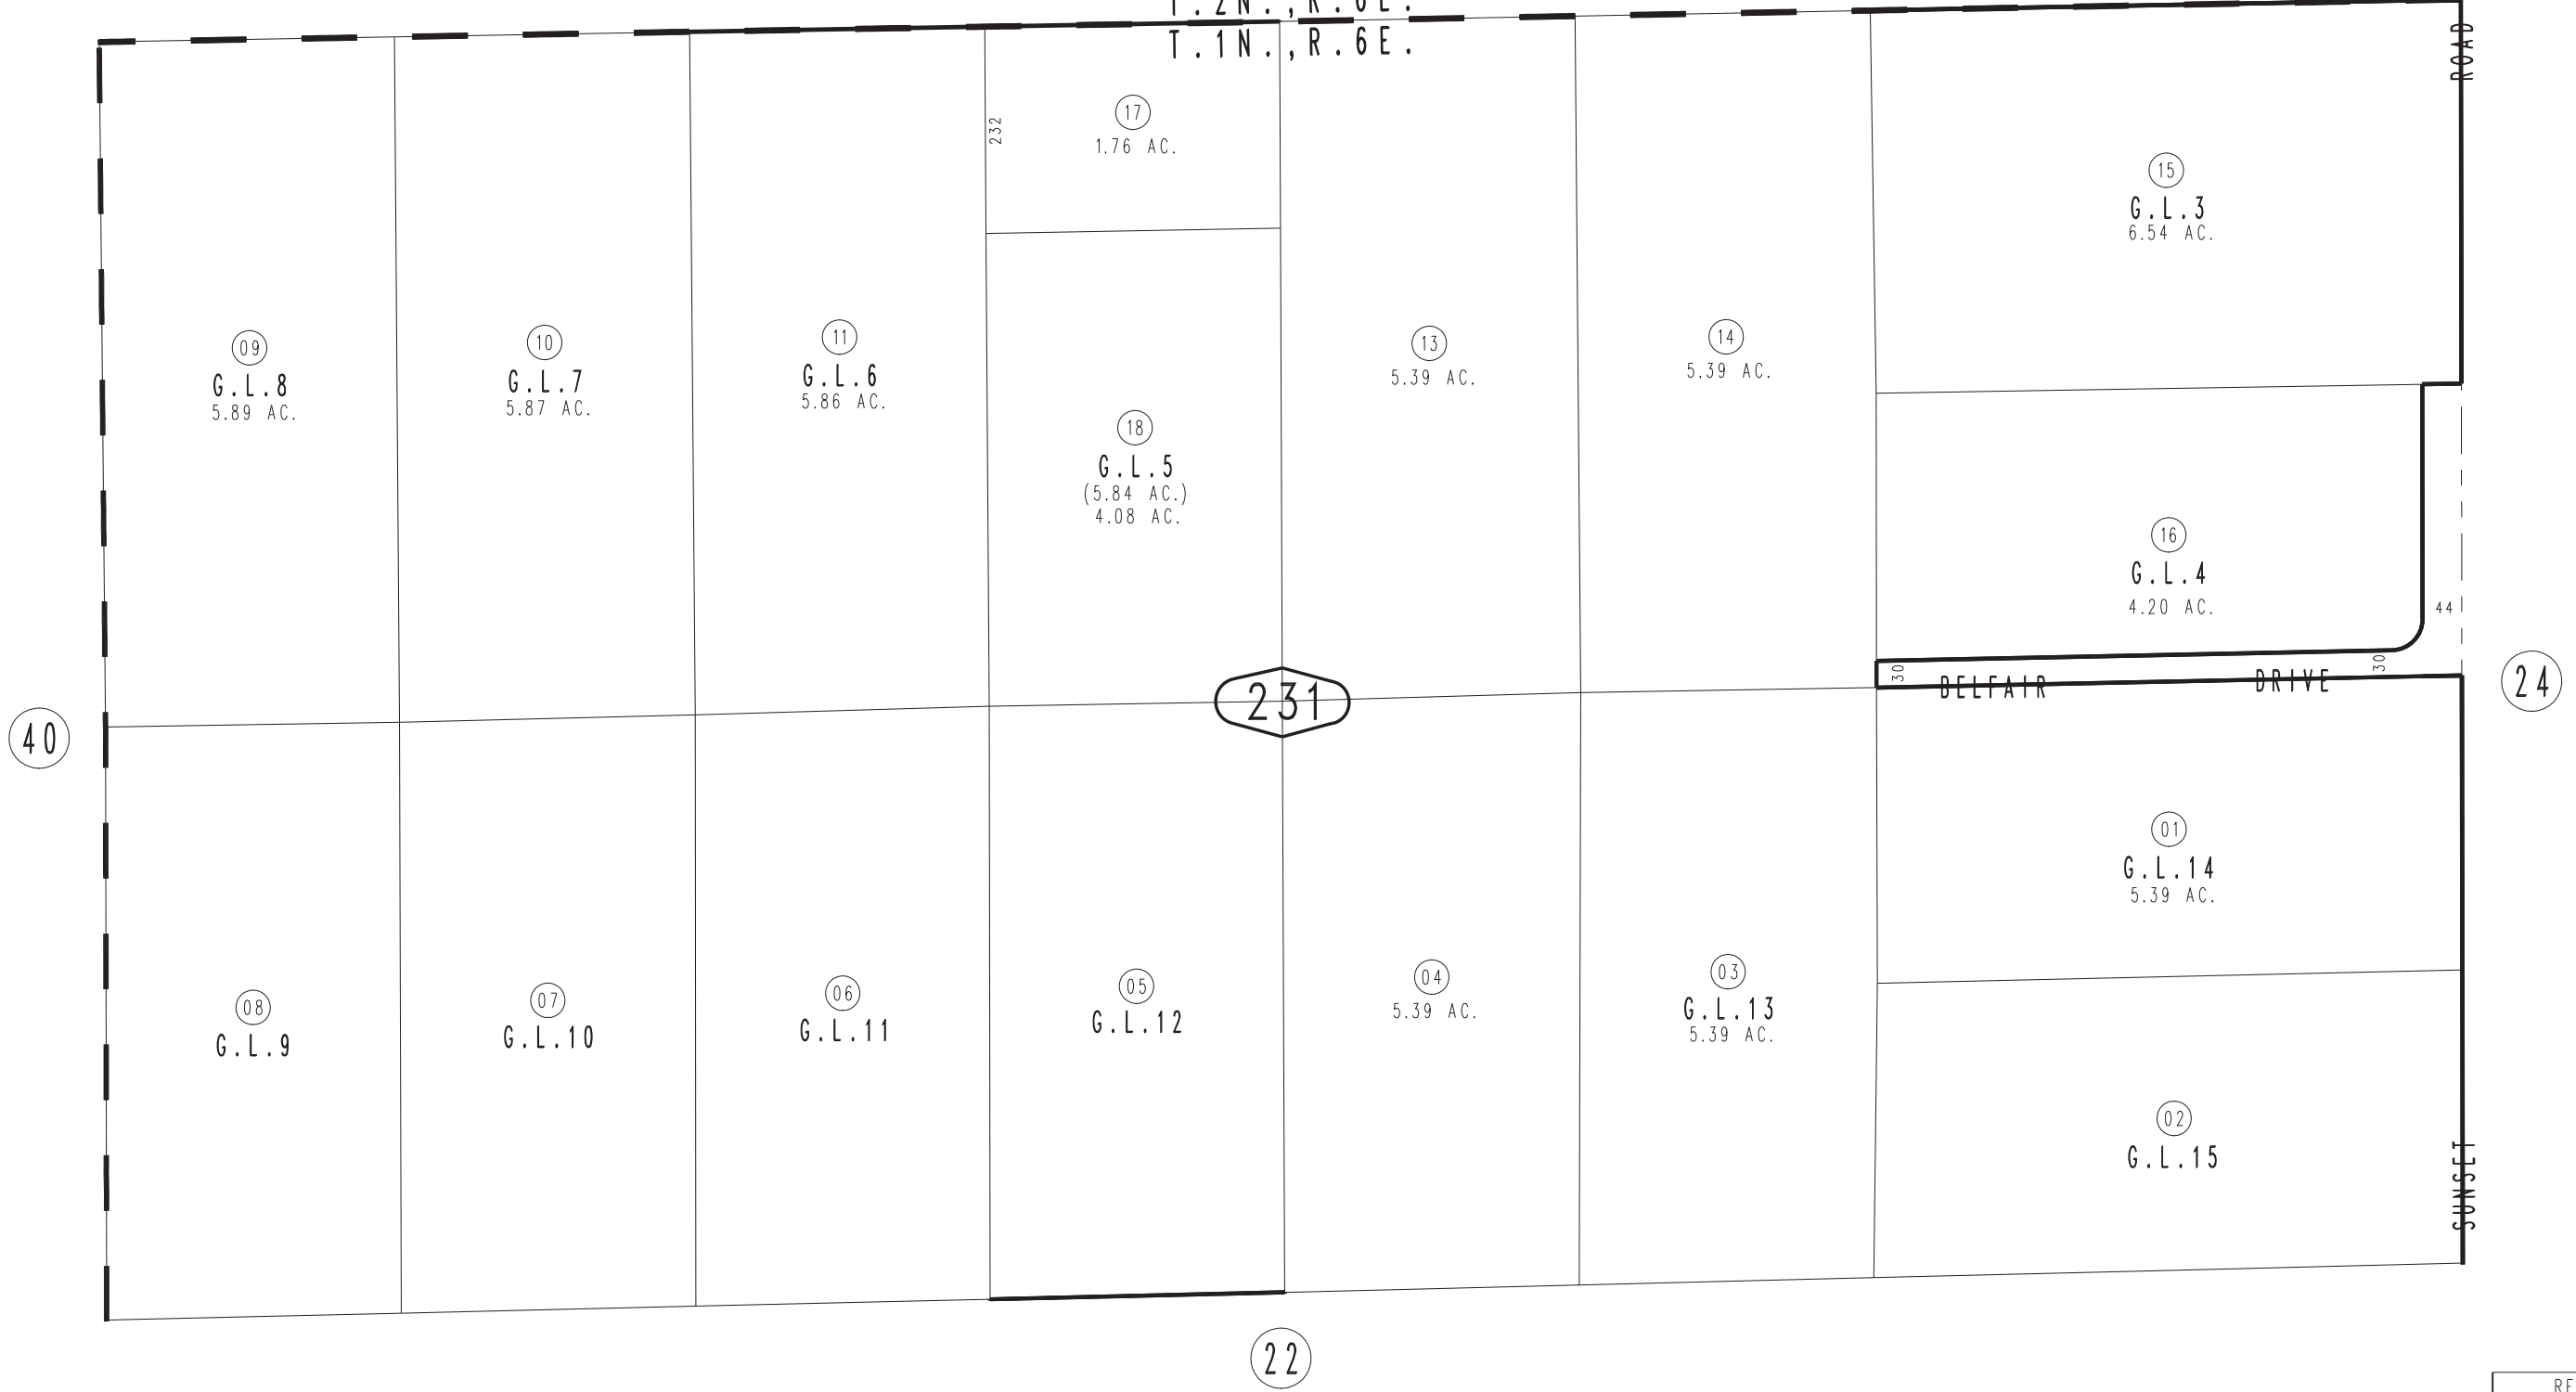 T.2N.,R.6E.
T.1N.,R.6E.
ROAD
232
17
1.76 AC.
15
G.L.3
6.54 AC.
09
G.L.8
5.89 AC.
10
G.L.7
5.87 AC.
11
G.L.6
5.86 AC.
18
G.L.5
(5.84 AC.)
4.08 AC.
13
5.39 AC.
14
5.39 AC.
16
G.L.4
4.20 AC.
44
30
30
BELFAIR DRIVE
231
40
24
01
G.L.14
5.39 AC.
08
G.L.9
07
G.L.10
06
G.L.11
05
G.L.12
04
5.39 AC.
03
G.L.13
5.39 AC.
02
G.L.15
SUNSET
22